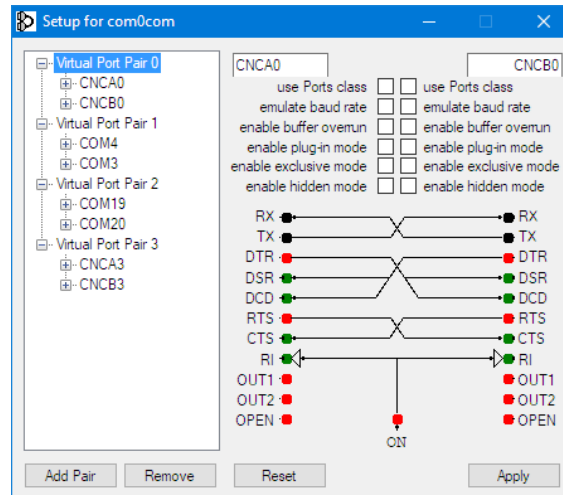 Setup for com0com
Virtual Port Pair 0
CNCA0
CNCB0
Virtual Port Pair 1
COM4
COM3
Virtual Port Pair 2
COM19
COM20
Virtual Port Pair 3
CNCA3
CNCB3
CNCA0 CNCB0
use Ports class use Ports class
emulate baud rate emulate baud rate
enable buffer overrun enable buffer overrun
enable plug-in mode enable plug-in mode
enable exclusive mode enable exclusive mode
enable hidden mode enable hidden mode
RX RX
TX TX
DTR DTR
DSR DSR
DCD DCD
RTS RTS
CTS CTS
RI RI
OUT1 OUT1
OUT2 OUT2
OPEN OPEN
ON
Add Pair Remove Reset Apply